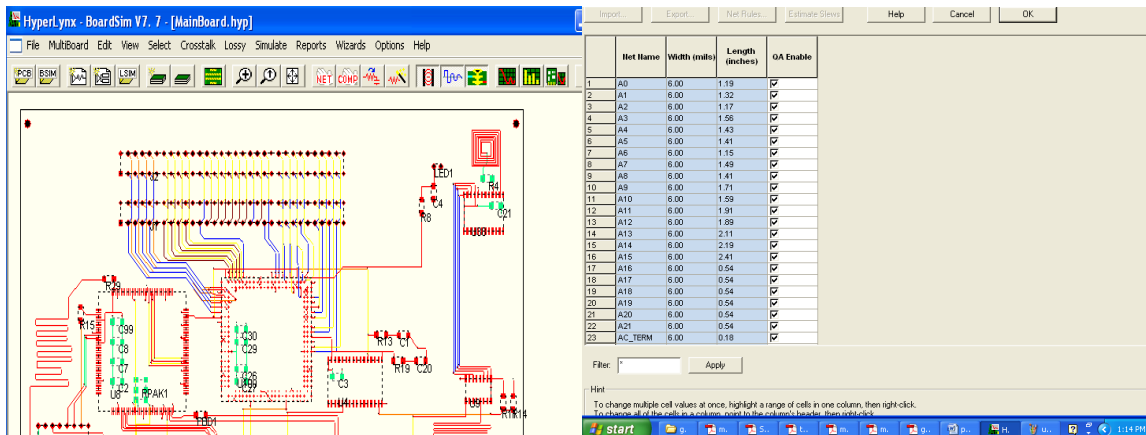 HyperLynx - BoardSim V7. 7 - [MainBoard.hyp]
File MultiBoard Edit View Select Crosstalk Lossy Simulate Reports Wizards Options Help
PCB BSIM LSIM NET COMP
LED1
R4
C4
R8
C21
J2
J1
R29
R15
C99
C8
C7
C2
U8
RPAK1
LED1
C30
C29
C26
C27
R13 C1
R19 C20
C3
U4
U9
Import... Export... Net Rules... Estimate Slews Help Cancel OK
Net Name Width (mils) Length (inches) QA Enable
1 A0 6.00 1.19
2 A1 6.00 1.32
3 A2 6.00 1.17
4 A3 6.00 1.56
5 A4 6.00 1.43
6 A5 6.00 1.41
7 A6 6.00 1.15
8 A7 6.00 1.49
9 A8 6.00 1.41
10 A9 6.00 1.71
11 A10 6.00 1.59
12 A11 6.00 1.91
13 A12 6.00 1.89
14 A13 6.00 2.11
15 A14 6.00 2.19
16 A15 6.00 2.41
17 A16 6.00 0.54
18 A17 6.00 0.54
19 A18 6.00 0.54
20 A19 6.00 0.54
21 A20 6.00 0.54
22 A21 6.00 0.54
23 AC_TERM 6.00 0.18
Filter: * Apply
Hint
To change multiple cell values at once, highlight a range of cells in one column, then right-click.
To change all of the cells in a column, point to the column's header, then right-click.
start g. m. S.. t.. m. m. g.. p... H. u.. 1:14 PM